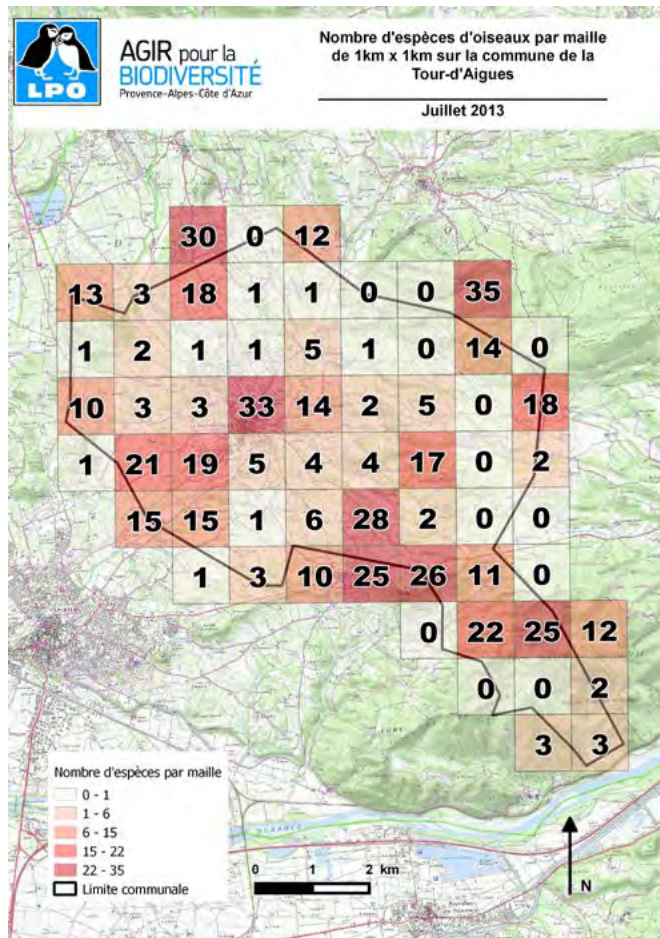 LPO
AGIR pour la
BIODIVERSITÉ
Provence-Alpes-Côte d'Azur
Nombre d'espèces d'oiseaux par maille
de 1km x 1km sur la commune de la
Tour-d'Aigues
Juillet 2013
30 0 12
13 3 18 1 1 0 0 35
1 2 1 1 5 1 0 14 0
10 3 3 33 14 2 5 0 18
1 21 19 5 4 4 17 0 2
15 15 1 6 28 2 0 0
1 3 10 25 26 11 0
0 22 25 12
0 0 2
3 3
Nombre d'espèces par maille
0 - 1
1 - 6
6 - 15
15 - 22
22 - 35
Limite communale
DURANCE
0 1 2 km
N